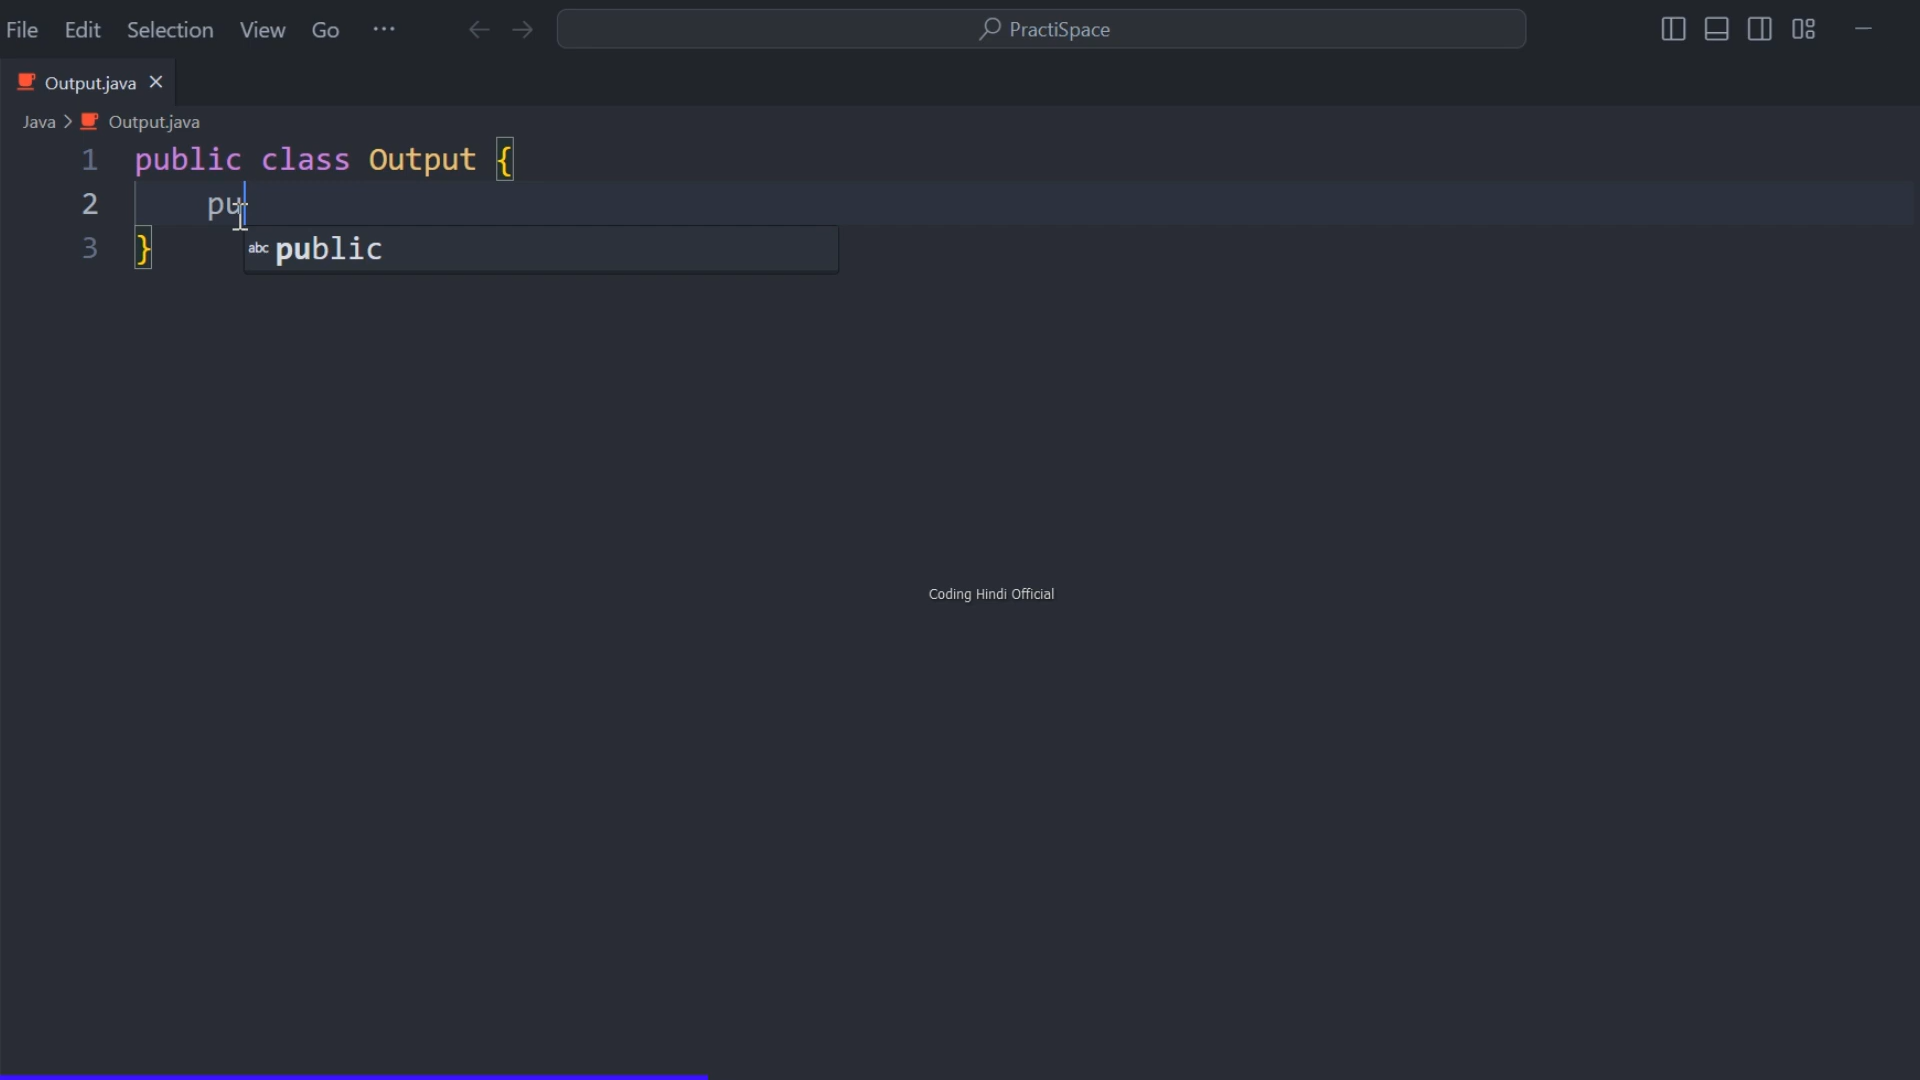 File Edit Selection View Go ··· PractiSpace
Output.java
Java > Output.java
1 public class Output {
2 pu
abc public
3 }
Coding Hindi Official